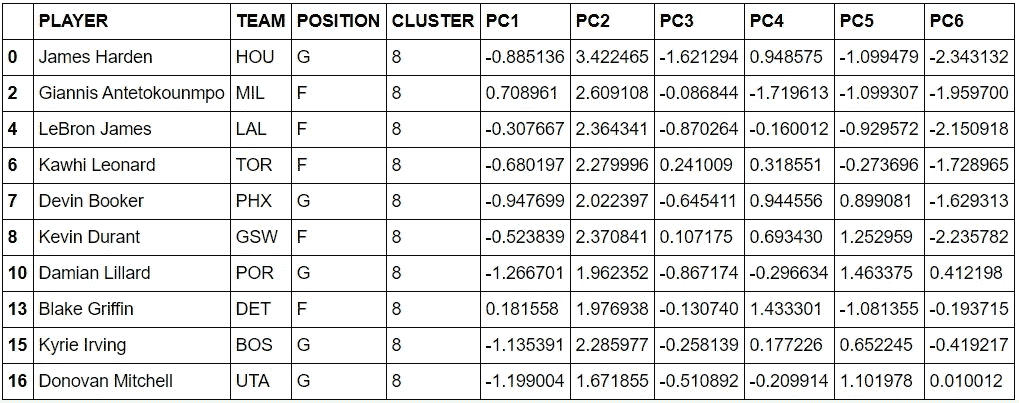 PLAYER TEAM POSITION CLUSTER PC1 PC2 PC3 PC4 PC5 PC6
0 James Harden HOU G 8 -0.885136 3.422465 -1.621294 0.948575 -1.099479 -2.343132
2 Giannis Antetokounmpo MIL F 8 0.708961 2.609108 -0.086844 -1.719613 -1.099307 -1.959700
4 LeBron James LAL F 8 -0.307667 2.364341 -0.870264 -0.160012 -0.929572 -2.150918
6 Kawhi Leonard TOR F 8 -0.680197 2.279996 0.241009 0.318551 -0.273696 -1.728965
7 Devin Booker PHX G 8 -0.947699 2.022397 -0.645411 0.944556 0.899081 -1.629313
8 Kevin Durant GSW F 8 -0.523839 2.370841 0.107175 0.693430 1.252959 -2.235782
10 Damian Lillard POR G 8 -1.266701 1.962352 -0.867174 -0.296634 1.463375 0.412198
13 Blake Griffin DET F 8 0.181558 1.976938 -0.130740 1.433301 -1.081355 -0.193715
15 Kyrie Irving BOS G 8 -1.135391 2.285977 -0.258139 0.177226 0.652245 -0.419217
16 Donovan Mitchell UTA G 8 -1.199004 1.671855 -0.510892 -0.209914 1.101978 0.010012